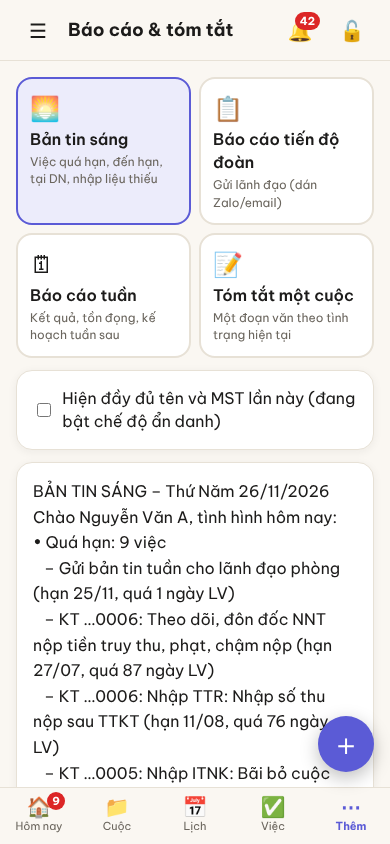 ☰ Báo cáo & tóm tắt
42
Bản tin sáng
Việc quá hạn, đến hạn,
tại DN, nhập liệu thiếu
Báo cáo tiến độ
đoàn
Gửi lãnh đạo (dán
Zalo/email)
Báo cáo tuần
Kết quả, tồn đọng, kế
hoạch tuần sau
Tóm tắt một cuộc
Một đoạn văn theo tình
trạng hiện tại
Hiện đầy đủ tên và MST lần này (đang
bật chế độ ẩn danh)
BẢN TIN SÁNG – Thứ Năm 26/11/2026
Chào Nguyễn Văn A, tình hình hôm nay:
• Quá hạn: 9 việc
– Gửi bản tin tuần cho lãnh đạo phòng
(hạn 25/11, quá 1 ngày LV)
– KT …0006: Theo dõi, đôn đốc NNT
nộp tiền truy thu, phạt, chậm nộp (hạn
27/07, quá 87 ngày LV)
– KT …0006: Nhập TTR: Nhập số thu
nộp sau TTKT (hạn 11/08, quá 76 ngày
LV)
– KT …0005: Nhập ITNK: Bãi bỏ cuộc
+
9
Hôm nay
Cuộc
Lịch
Việc
Thêm